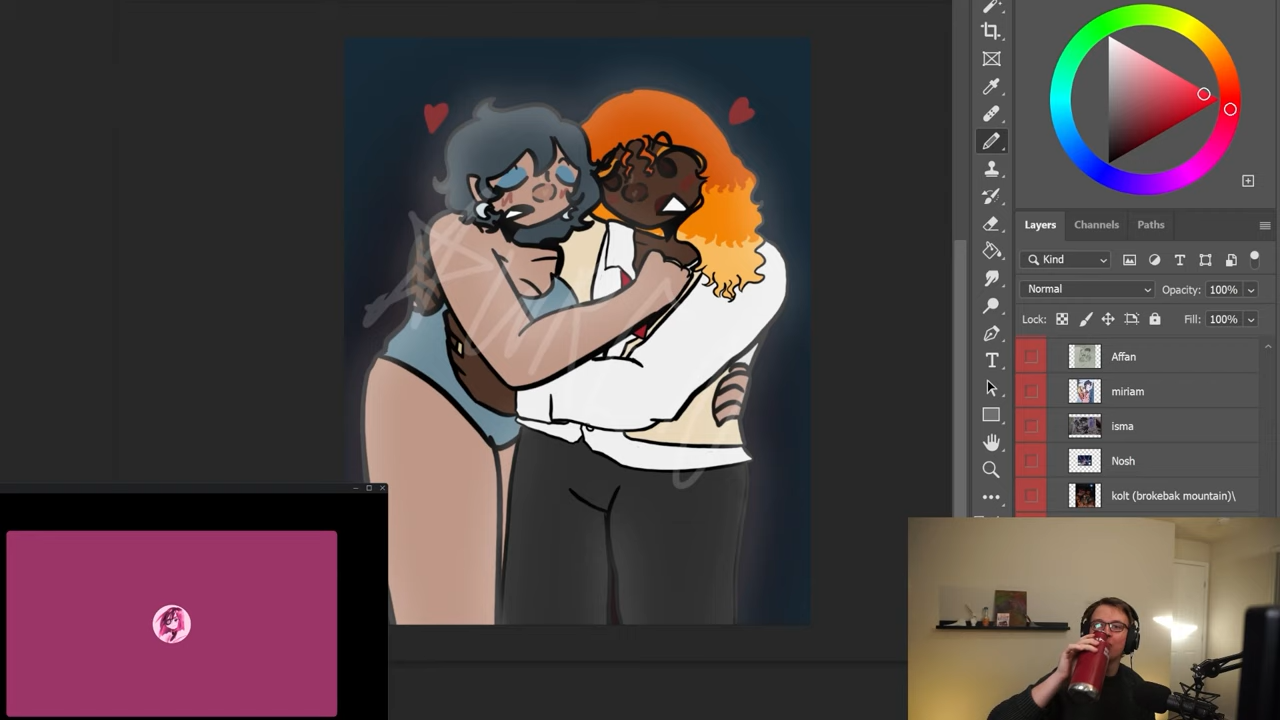 Layers Channels Paths
Kind
Normal Opacity: 100%
Lock: Fill: 100%
Affan
miriam
isma
Nosh
kolt (brokebak mountain)\